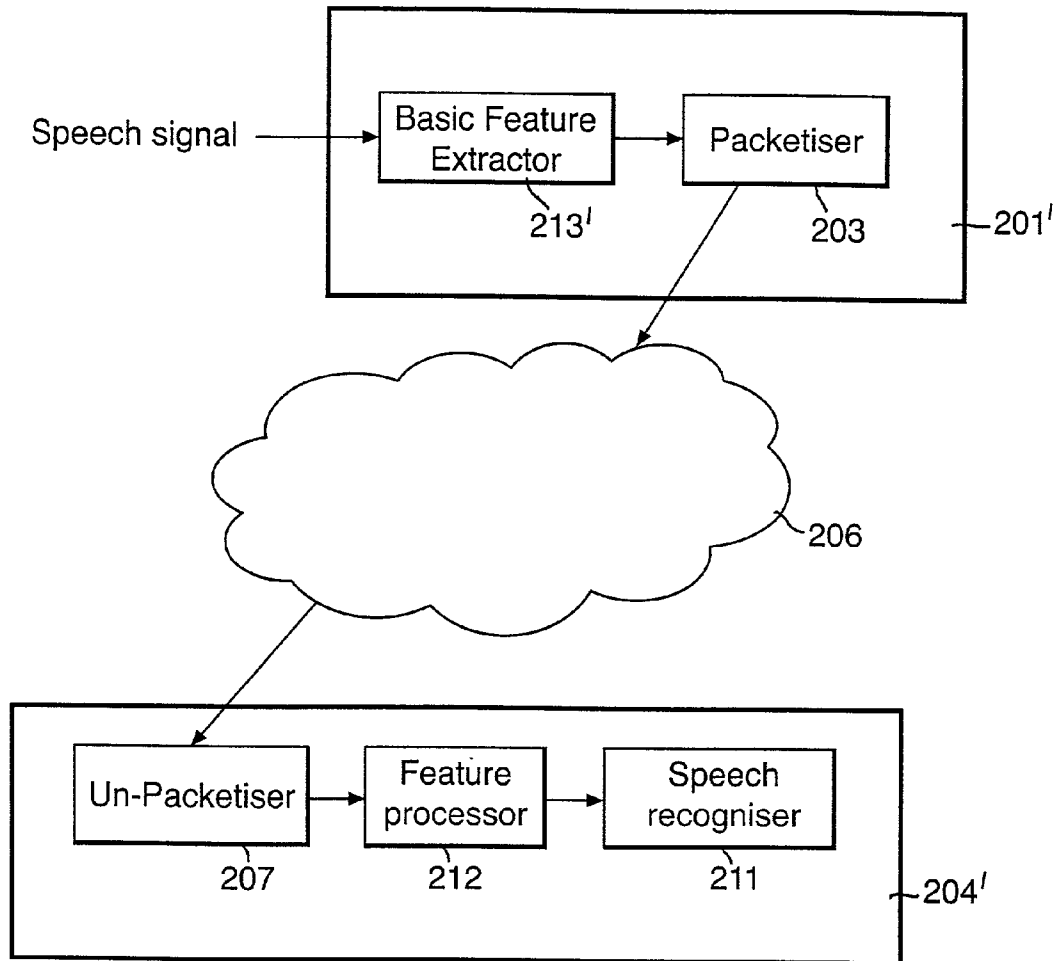 Speech signal
Basic Feature
Extractor
Packetiser
213'
203
201'
206
Un-Packetiser
Feature
processor
Speech
recogniser
207
212
211
204'